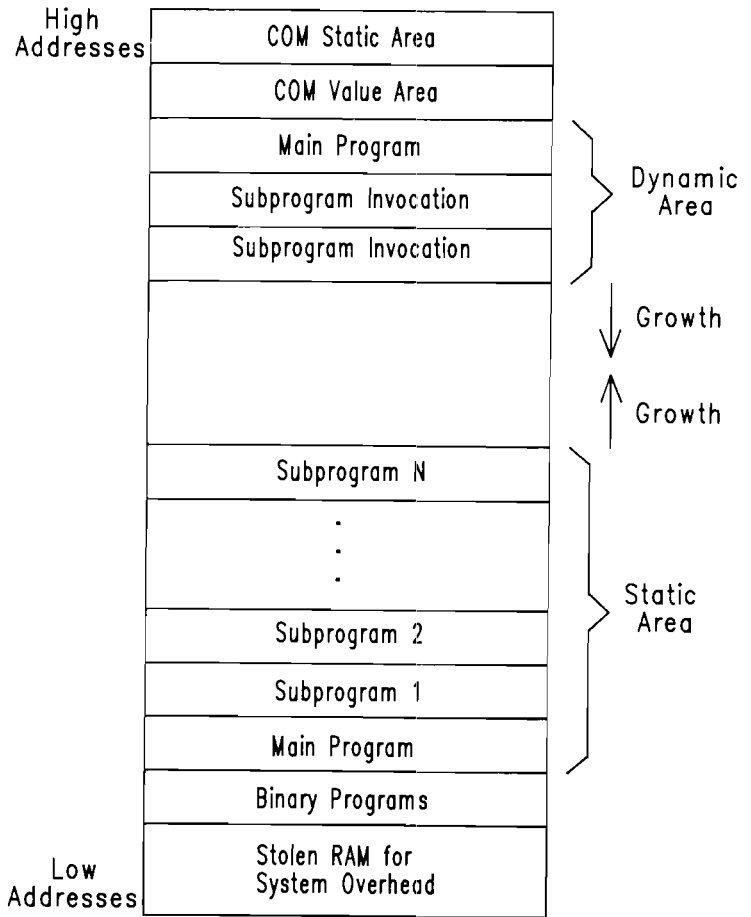 High
Addresses
COM Static Area
COM Value Area
Main Program
Subprogram Invocation
Subprogram Invocation
Dynamic
Area
Growth
Growth
Subprogram N
.
.
.
Subprogram 2
Subprogram 1
Main Program
Static
Area
Binary Programs
Stolen RAM for
System Overhead
Low
Addresses